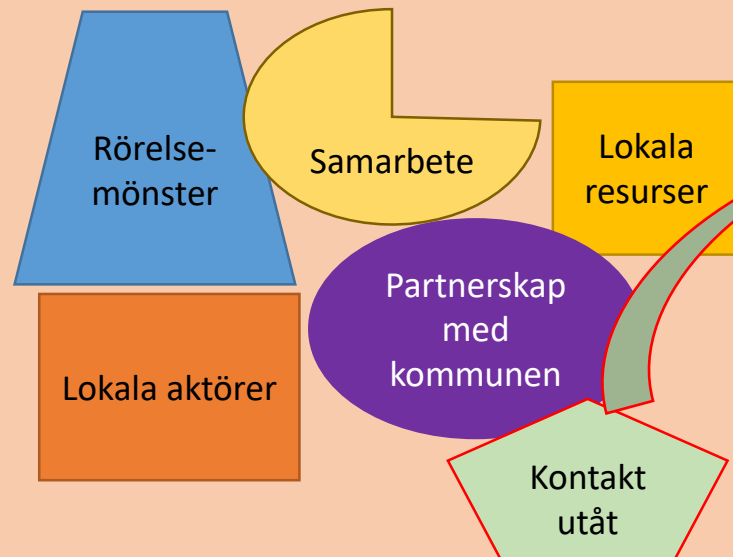 Rörelse-
mönster
Samarbete
Lokala
resurser
Partnerskap
med
kommunen
Lokala aktörer
Kontakt
utåt